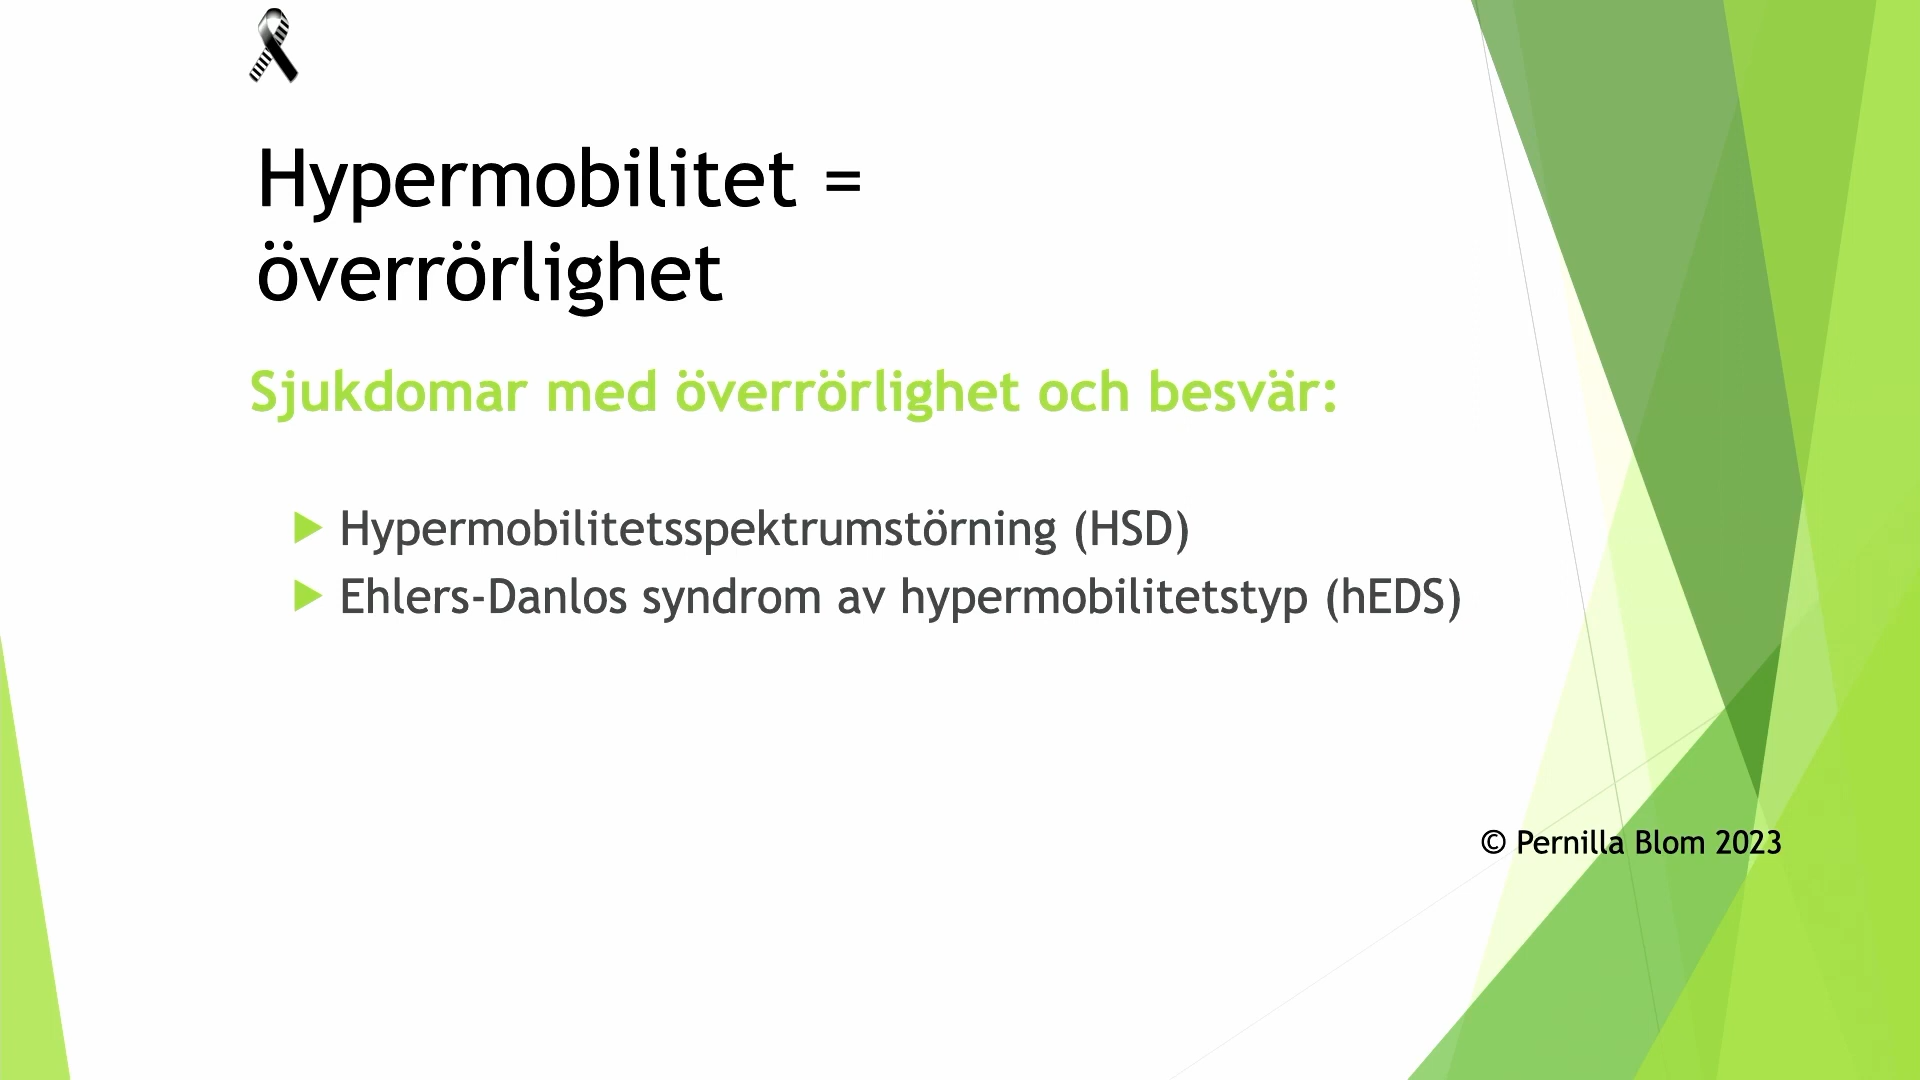 Hypermobilitet =
överrörlighet
Sjukdomar med överrörlighet och besvär:
Hypermobilitetsspektrumstörning (HSD)
Ehlers-Danlos syndrom av hypermobilitetstyp (hEDS)
© Pernilla Blom 2023